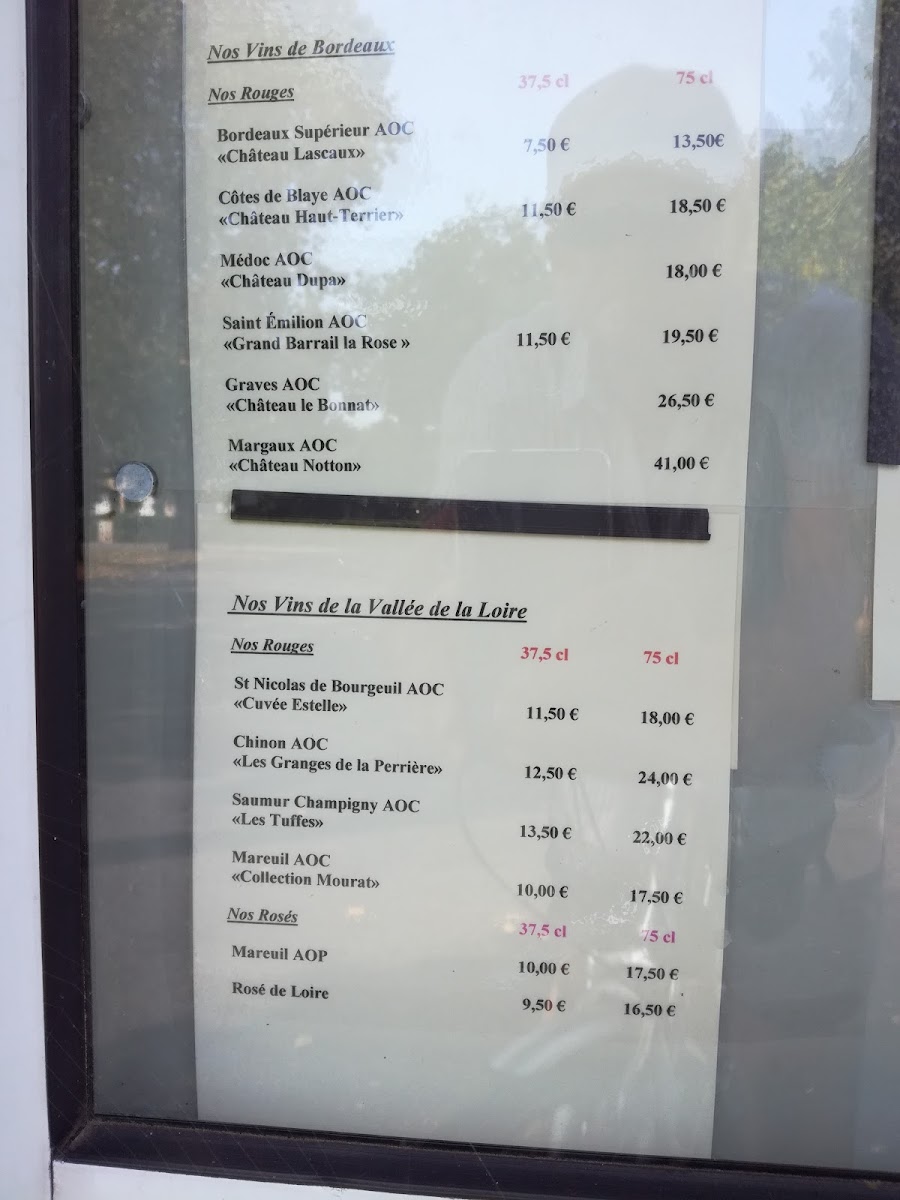 Nos Vins de Bordeaux
Nos Rouges 37,5 cl 75 cl
Bordeaux Supérieur AOC
«Château Lascaux» 7,50 € 13,50€
Côtes de Blaye AOC
«Château Haut-Terrier» 11,50 € 18,50 €
Médoc AOC
«Château Dupa» 18,00 €
Saint Émilion AOC
«Grand Barrail la Rose » 11,50 € 19,50 €
Graves AOC
«Château le Bonnat» 26,50 €
Margaux AOC
«Château Notton» 41,00 €
Nos Vins de la Vallée de la Loire
Nos Rouges 37,5 cl 75 cl
St Nicolas de Bourgeuil AOC
«Cuvée Estelle» 11,50 € 18,00 €
Chinon AOC
«Les Granges de la Perrière» 12,50 € 24,00 €
Saumur Champigny AOC
«Les Tuffes» 13,50 € 22,00 €
Mareuil AOC
«Collection Mourat» 10,00 € 17,50 €
Nos Rosés 37,5 cl 75 cl
Mareuil AOP 10,00 € 17,50 €
Rosé de Loire 9,50 € 16,50 €